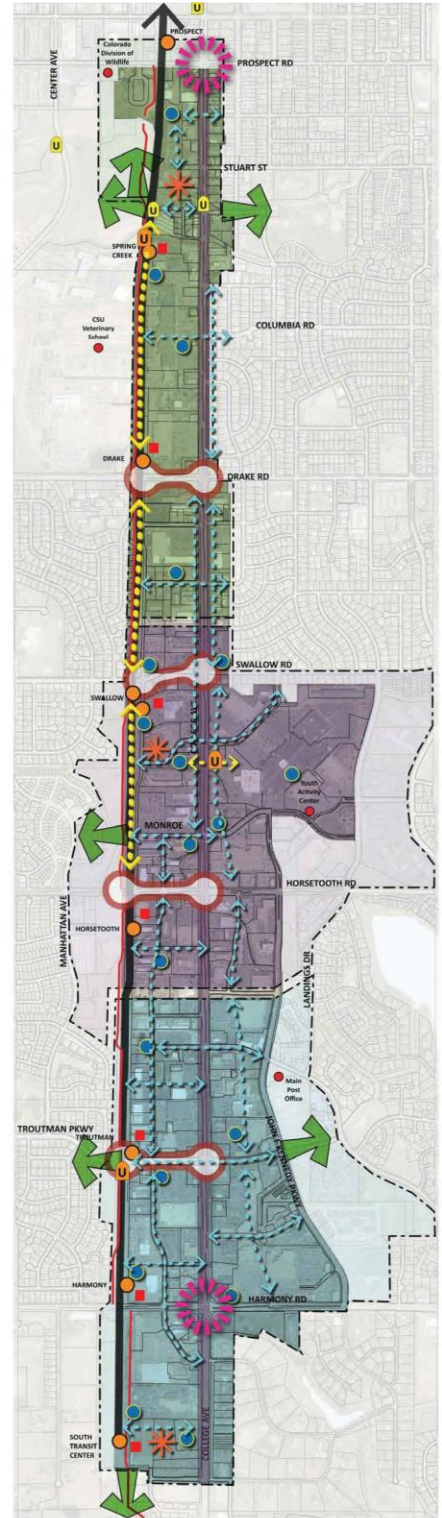 U
PROSPECT
Colorado
Division of
Wildlife
CENTER AVE
PROSPECT RD
U
STUART ST
U
U
U
SPRING
CREEK
COLUMBIA RD
CSU
Veterinary
School
DRAKE
DRAKE RD
SWALLOW RD
SWALLOW
U
Youth
Activity
Center
MONROE
HORSETOOTH RD
MANHATTAN AVE
HORSETOOTH
LANDINGS DR
Main
Post
Office
TROUTMAN PKWY
TROUTMAN
JOHN F KENNEDY PKWY
U
HARMONY
HARMONY RD
COLLEGE AVE
SOUTH
TRANSIT
CENTER